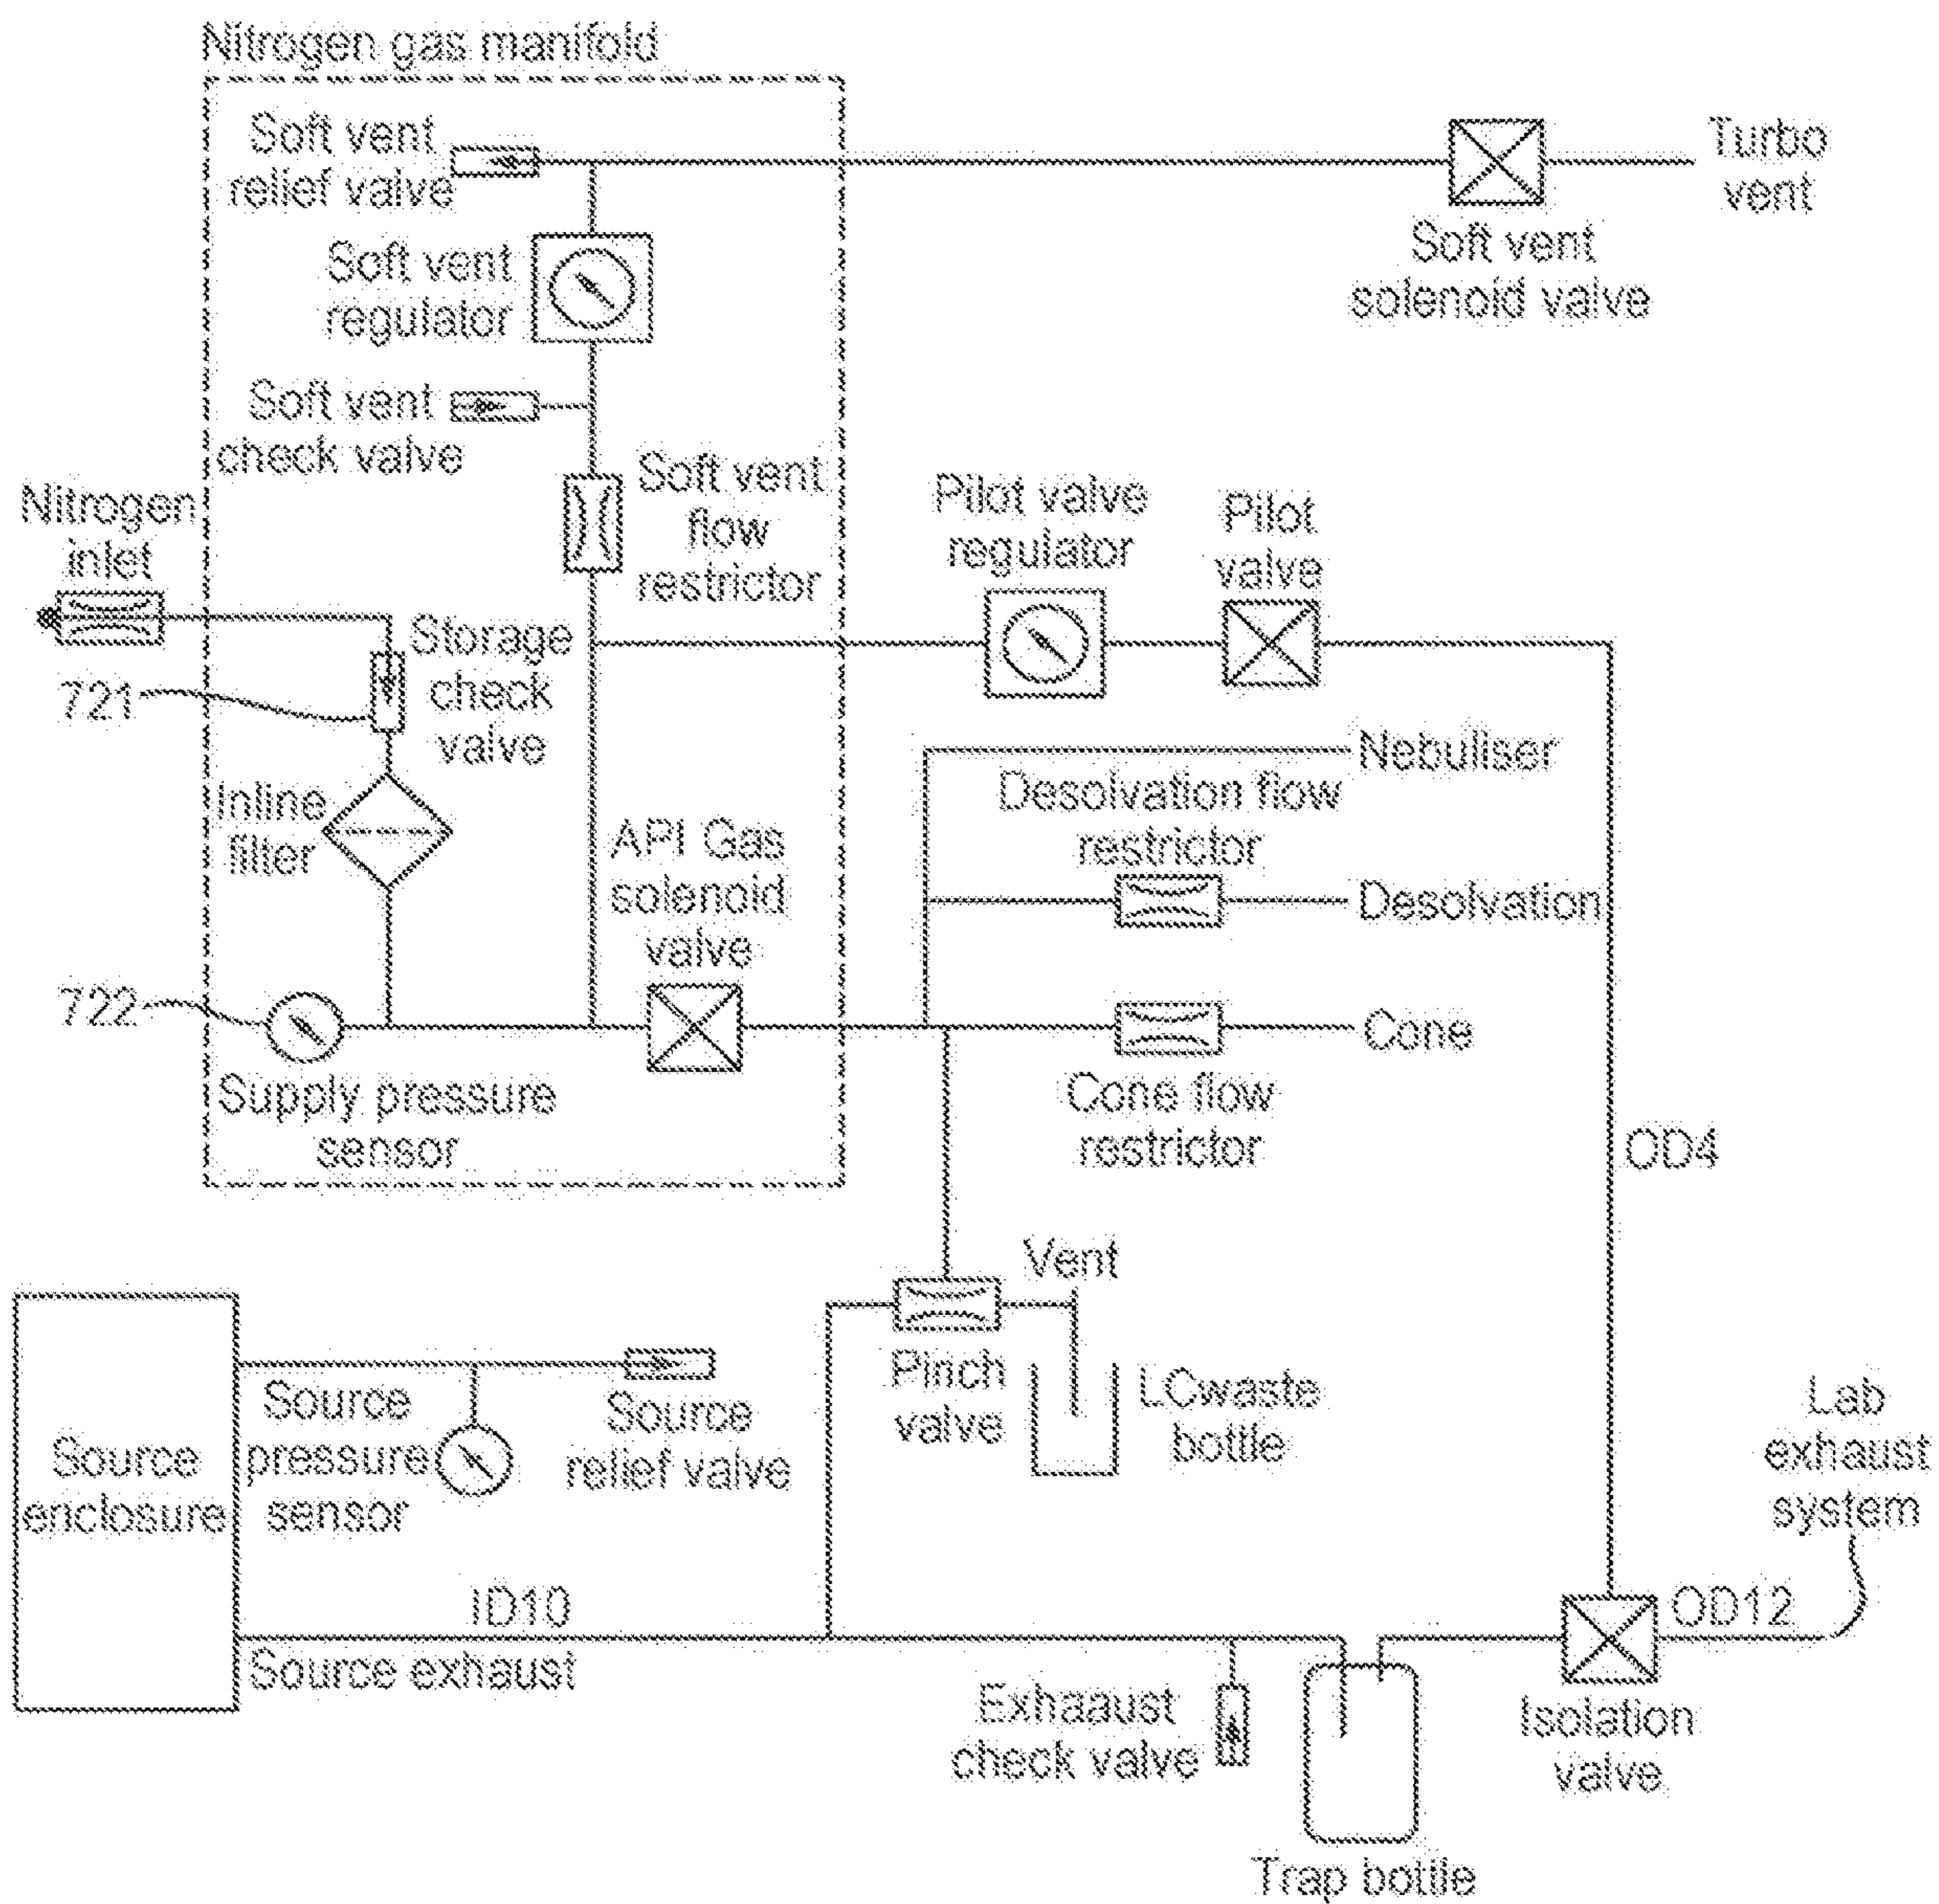 Nitrogen gas manifold
Soft vent
relief valve
Turbo
vent
Soft vent
solenoid valve
Soft vent
regulator
Soft vent
check valve
Soft vent
flow
restrictor
Nitrogen
inlet
Pilot valve
regulator
Pilot
valve
Storage
check
valve
721
Nebuliser
Inline
filter
Desolvation flow
restrictor
API Gas
solenoid
valve
Desolvation
722
Cone
Supply pressure
sensor
Cone flow
restrictor
OD4
Vent
Pinch
valve
LCwaste
bottle
Source
enclosure
Source
pressure
sensor
Source
relief valve
Lab
exhaust
system
ID10
Source exhaust
OD12
Exhaaust
check valve
Isolation
valve
Trap bottle